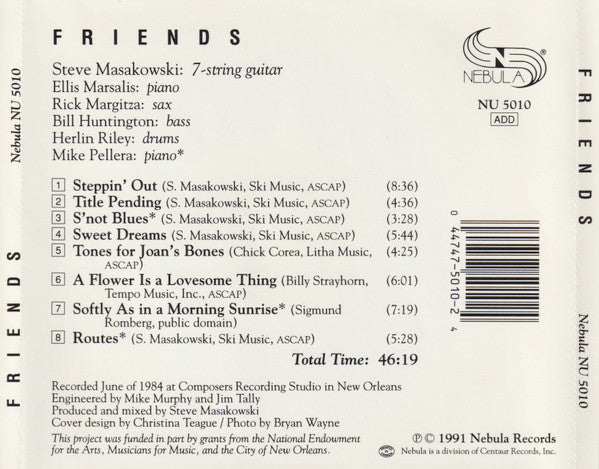 FRIENDS
Steve Masakowski: 7-string guitar
Ellis Marsalis: piano
Rick Margitza: sax
Bill Huntington: bass
Herlin Riley: drums
Mike Pellera: piano*
NEBULA®
NU 5010
ADD
1 Steppin' Out (S. Masakowski, Ski Music, ASCAP) (8:36)
2 Title Pending (S. Masakowski, Ski Music, ASCAP) (4:36)
3 S'not Blues* (S. Masakowski, Ski Music, ASCAP) (3:28)
4 Sweet Dreams (S. Masakowski, Ski Music, ASCAP) (5:44)
5 Tones for Joan's Bones (Chick Corea, Litha Music, (4:25)
ASCAP)
6 A Flower Is a Lovesome Thing (Billy Strayhorn, (6:01)
Tempo Music, Inc., ASCAP)
7 Softly As in a Morning Sunrise* (Sigmund (7:19)
Romberg, public domain)
8 Routes* (S. Masakowski, Ski Music, ASCAP) (5:28)
Total Time: 46:19
0 44747-5010-2 4
Recorded June of 1984 at Composers Recording Studio in New Orleans
Engineered by Mike Murphy and Jim Tally
Produced and mixed by Steve Masakowski
Cover design by Christina Teague / Photo by Bryan Wayne
This project was funded in part by grants from the National Endowment
for the Arts, Musicians for Music, and the City of New Orleans.
℗ © 1991 Nebula Records
Nebula is a division of Centaur Records, Inc.
Nebula NU 5010
FRIENDS
FRIENDS
Nebula NU 5010